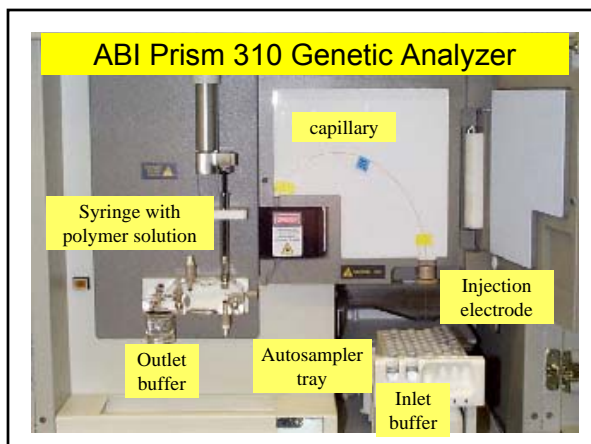 ABI Prism 310 Genetic Analyzer
capillary
Syringe with
polymer solution
Injection
electrode
Outlet
buffer
Autosampler
tray
Inlet
buffer